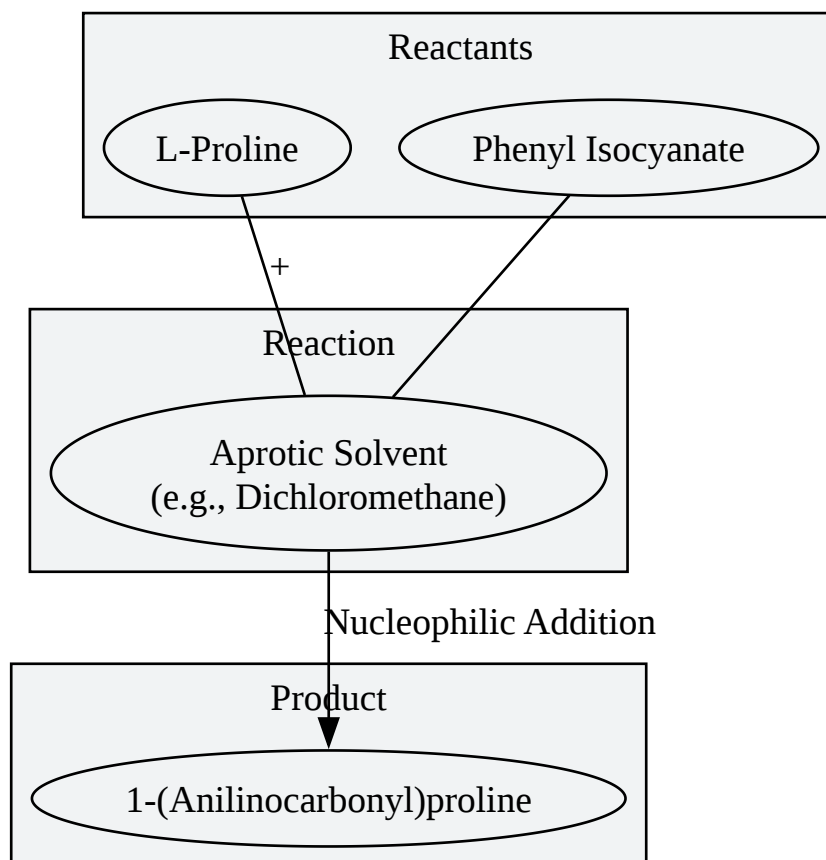 Reactants
L-Proline
Phenyl Isocyanate
+
Reaction
Aprotic Solvent
(e.g., Dichloromethane)
Nucleophilic Addition
Product
1-(Anilinocarbonyl)proline